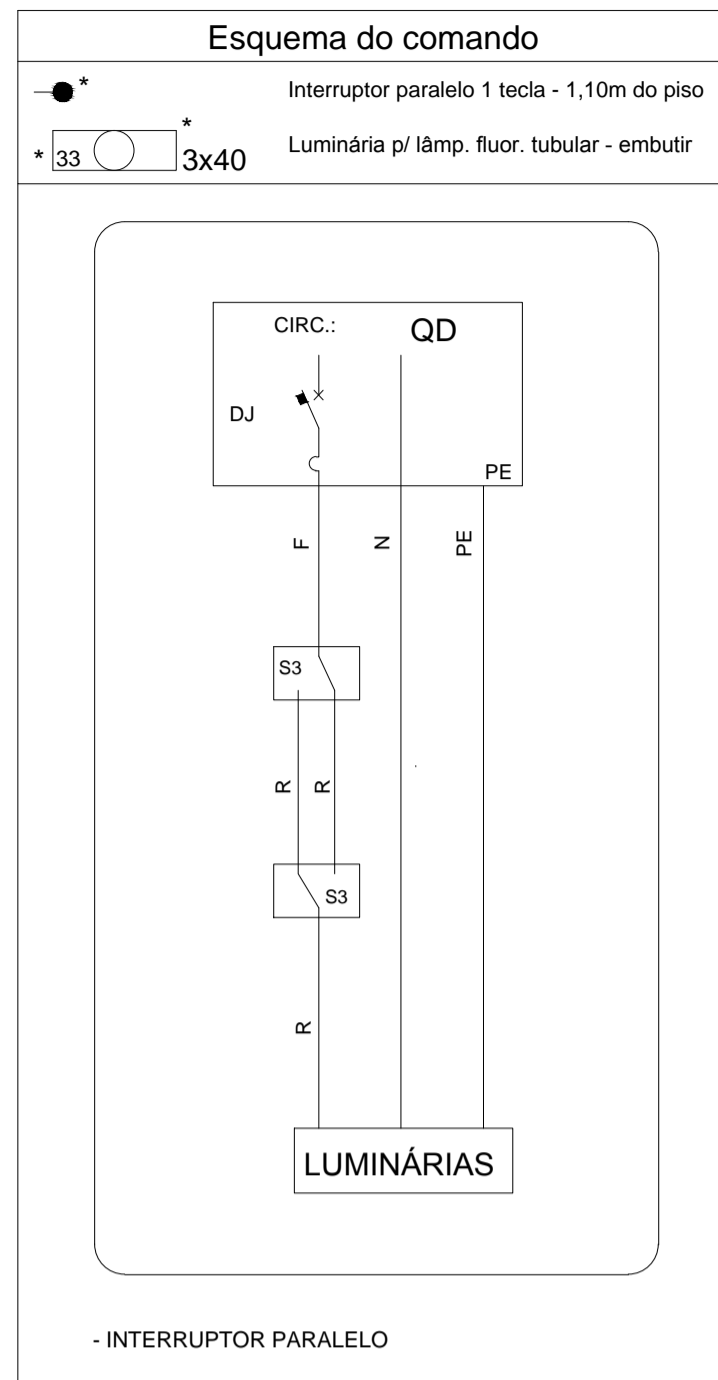 Esquema do comando
*
Interruptor paralelo 1 tecla - 1,10m do piso
*
* 33 3x40
Luminária p/ lâmp. fluor. tubular - embutir
CIRC.: QD
DJ
PE
F N PE
S3
R R
S3
R
LUMINÁRIAS
- INTERRUPTOR PARALELO